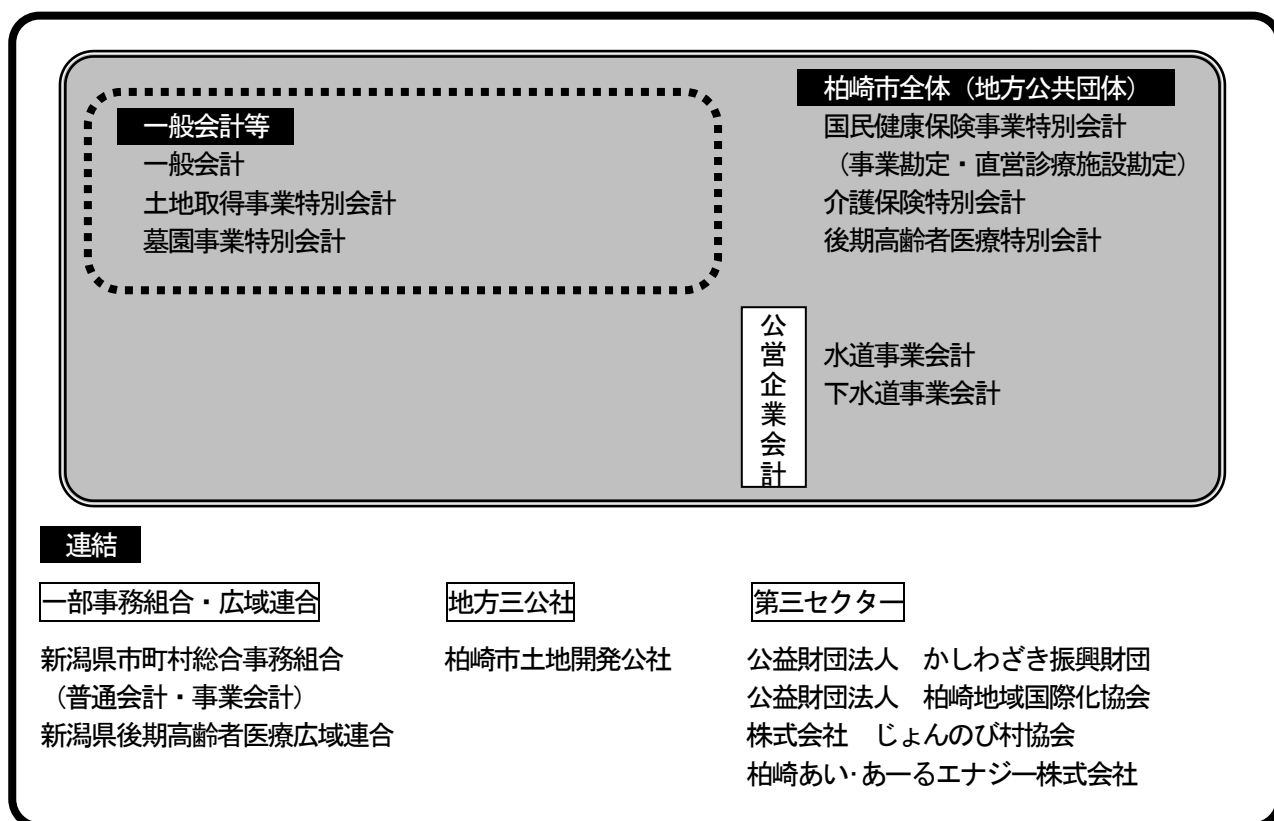 一般会計等
一般会計
土地取得事業特別会計
墓園事業特別会計
柏崎市全体（地方公共団体）
国民健康保険事業特別会計
（事業勘定・直営診療施設勘定）
介護保険特別会計
後期高齢者医療特別会計
公営企業会計
水道事業会計
下水道事業会計
連結
一部事務組合・広域連合
新潟県市町村総合事務組合
（普通会計・事業会計）
新潟県後期高齢者医療広域連合
地方三公社
柏崎市土地開発公社
第三セクター
公益財団法人　かしわざき振興財団
公益財団法人　柏崎地域国際化協会
株式会社　じょんのび村協会
柏崎あい・あーるエナジー株式会社